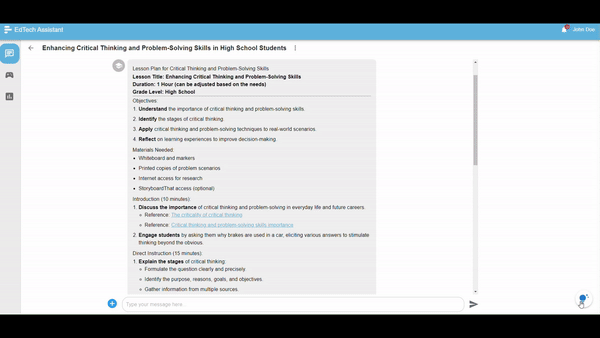 EdTech Assistant
John Doe
Enhancing Critical Thinking and Problem-Solving Skills in High School Students
Lesson Plan for Critical Thinking and Problem-Solving Skills
Lesson Title: Enhancing Critical Thinking and Problem-Solving Skills
Duration: 1 Hour (can be adjusted based on the needs)
Grade Level: High School
Objectives:
1. Understand the importance of critical thinking and problem-solving skills.
2. Identify the stages of critical thinking.
3. Apply critical thinking and problem-solving techniques to real-world scenarios.
4. Reflect on learning experiences to improve decision-making.
Materials Needed:
• Whiteboard and markers
• Printed copies of problem scenarios
• Internet access for research
• StoryboardThat access (optional)
Introduction (10 minutes):
1. Discuss the importance of critical thinking and problem-solving in everyday life and future careers.
Reference: The criticality of critical thinking
Reference: Critical thinking and problem-solving skills importance
2. Engage students by asking them why brakes are used in a car, eliciting various answers to stimulate
thinking beyond the obvious.
Direct Instruction (15 minutes):
1. Explain the stages of critical thinking:
Formulate the question clearly and precisely.
Identify the purpose, reasons, goals, and objectives.
Gather information from multiple sources.
Type your message here...